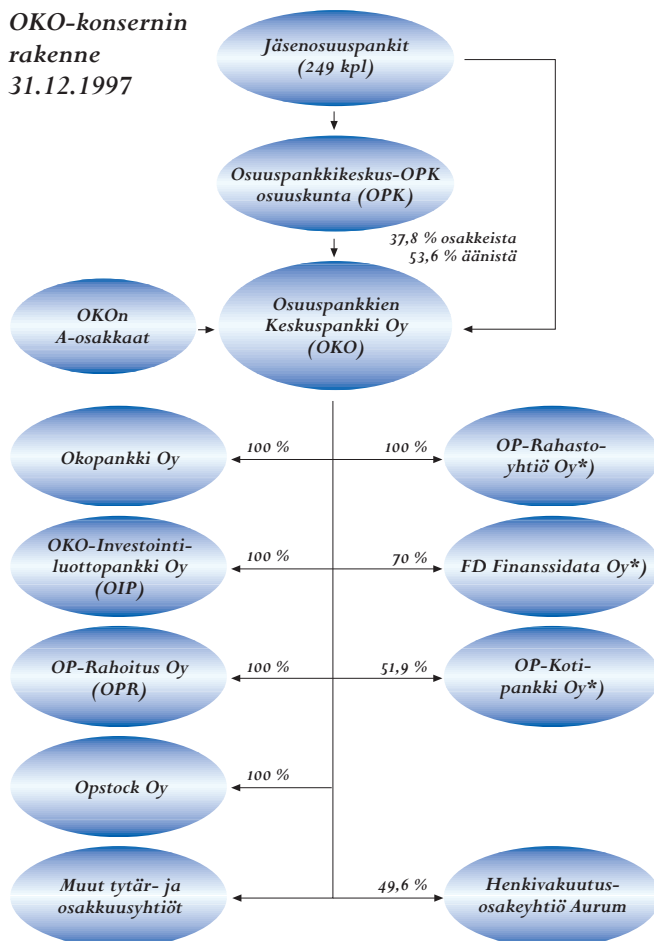 OKO-konsernin
rakenne
31.12.1997
Jäsenosuuspankit
(249 kpl)
Osuuspankkikeskus-OPK
osuuskunta (OPK)
37,8 % osakkeista
53,6 % äänistä
OKOn
A-osakkaat
Osuuspankkien
Keskuspankki Oy
(OKO)
Okopankki Oy
100 %
100 %
OP-Rahasto-
yhtiö Oy*)
OKO-Investointi-
luottopankki Oy
(OIP)
100 %
70 %
FD Finanssidata Oy*)
OP-Rahoitus Oy
(OPR)
100 %
51,9 %
OP-Koti-
pankki Oy*)
Opstock Oy
100 %
Muut tytär- ja
osakkuusyhtiöt
49,6 %
Henkivakuutus-
osakeyhtiö Aurum